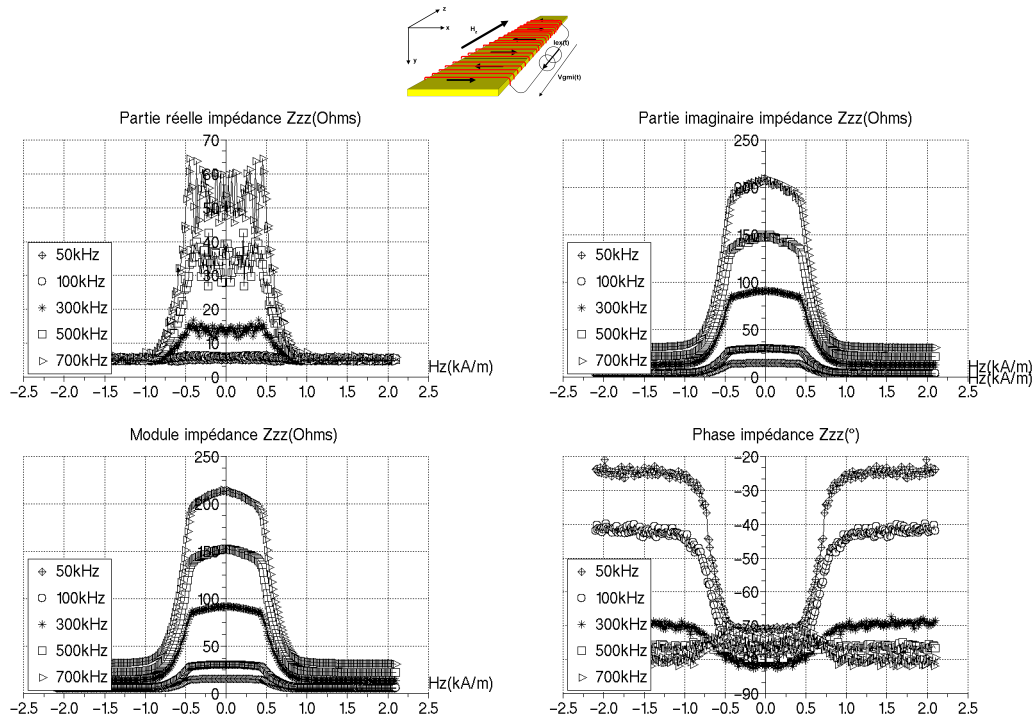 z
x
y
Hz
Iex(t)
Vgmi(t)
Partie réelle impédance Zzz(Ohms)
70
60
50
40
30
20
10
0
50kHz
100kHz
300kHz
500kHz
700kHz
Hz(kA/m)
−2.5 −2.0 −1.5 −1.0 −0.5 0.0 0.5 1.0 1.5 2.0 2.5
Partie imaginaire impédance Zzz(Ohms)
250
200
150
100
50
0
50kHz
100kHz
300kHz
500kHz
700kHz
Hz(kA/m)
Hz(kA/m)
−2.5 −2.0 −1.5 −1.0 −0.5 0.0 0.5 1.0 1.5 2.0 2.5
Module impédance Zzz(Ohms)
250
200
150
100
50
0
50kHz
100kHz
300kHz
500kHz
700kHz
Hz(kA/m)
−2.5 −2.0 −1.5 −1.0 −0.5 0.0 0.5 1.0 1.5 2.0 2.5
Phase impédance Zzz(°)
−20
−30
−40
−50
−60
−70
−90
50kHz
100kHz
300kHz
500kHz
700kHz
−2.5 −2.0 −1.5 −1.0 −0.5 0.0 0.5 1.0 1.5 2.0 2.5